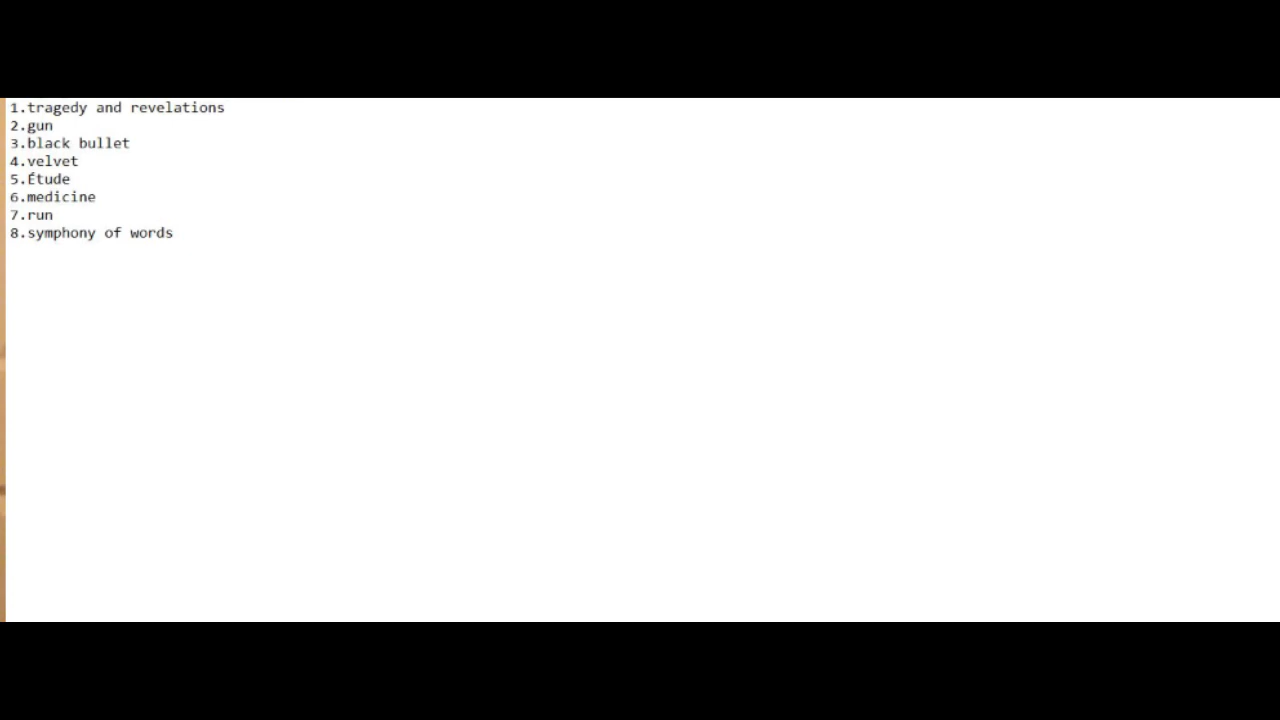 1.tragedy and revelations
2.gun
3.black bullet
4.velvet
5.Étude
6.medicine
7.run
8.symphony of words